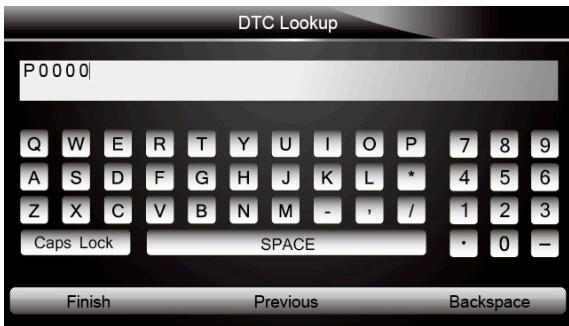 DTC Lookup
P0000
Q W E R T Y U I O P 7 8 9
A S D F G H J K L * 4 5 6
Z X C V B N M - , / 1 2 3
Caps Lock SPACE . 0 –
Finish Previous Backspace